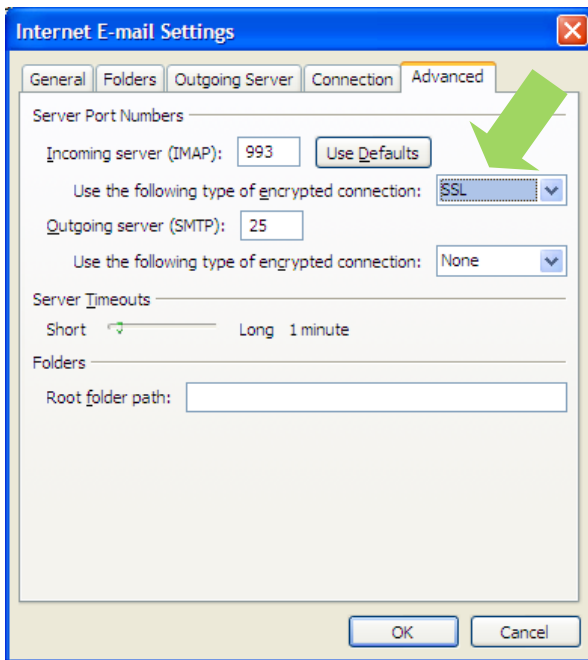 Internet E-mail Settings
General Folders Outgoing Server Connection Advanced
Server Port Numbers
Incoming server (IMAP): 993 Use Defaults
Use the following type of encrypted connection: SSL
Outgoing server (SMTP): 25
Use the following type of encrypted connection: None
Server Timeouts
Short Long 1 minute
Folders
Root folder path:
OK Cancel